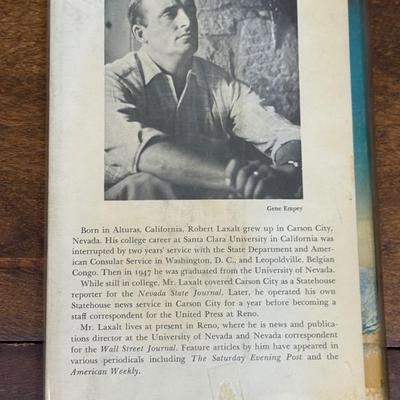 Gene Empey
Born in Alturas, California, Robert Laxalt grew up in Carson City,
Nevada. His college career at Santa Clara University in California was
interrupted by two years' service with the State Department and Amer-
ican Consular Service in Washington, D. C., and Leopoldville, Belgian
Congo. Then in 1947 he was graduated from the University of Nevada.
While still in college, Mr. Laxalt covered Carson City as a Statehouse
reporter for the Nevada State Journal. Later, he operated his own
Statehouse news service in Carson City for a year before becoming a
staff correspondent for the United Press at Reno.
Mr. Laxalt lives at present in Reno, where he is news and publica-
tions director at the University of Nevada and Nevada correspondent
for the Wall Street Journal. Feature articles by him have appeared in
various periodicals including The Saturday Evening Post and the
American Weekly.